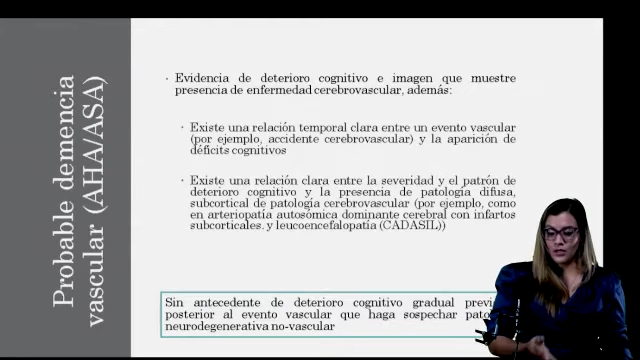 Probable demencia
vascular (AHA/ASA)
· Evidencia de deterioro cognitivo e imagen que muestre
presencia de enfermedad cerebrovascular, además:
· Existe una relación temporal clara entre un evento vascular
(por ejemplo, accidente cerebrovascular) y la aparición de
déficits cognitivos
· Existe una relación clara entre la severidad y el patrón de
deterioro cognitivo y la presencia de patología difusa,
subcortical de patología cerebrovascular (por ejemplo, como
en arteriopatía autosómica dominante cerebral con infartos
subcorticales. y leucoencefalopatía (CADASIL))
Sin antecedente de deterioro cognitivo gradual
posterior al evento vascular que haga sospechar
neurodegenerativa no-vascular